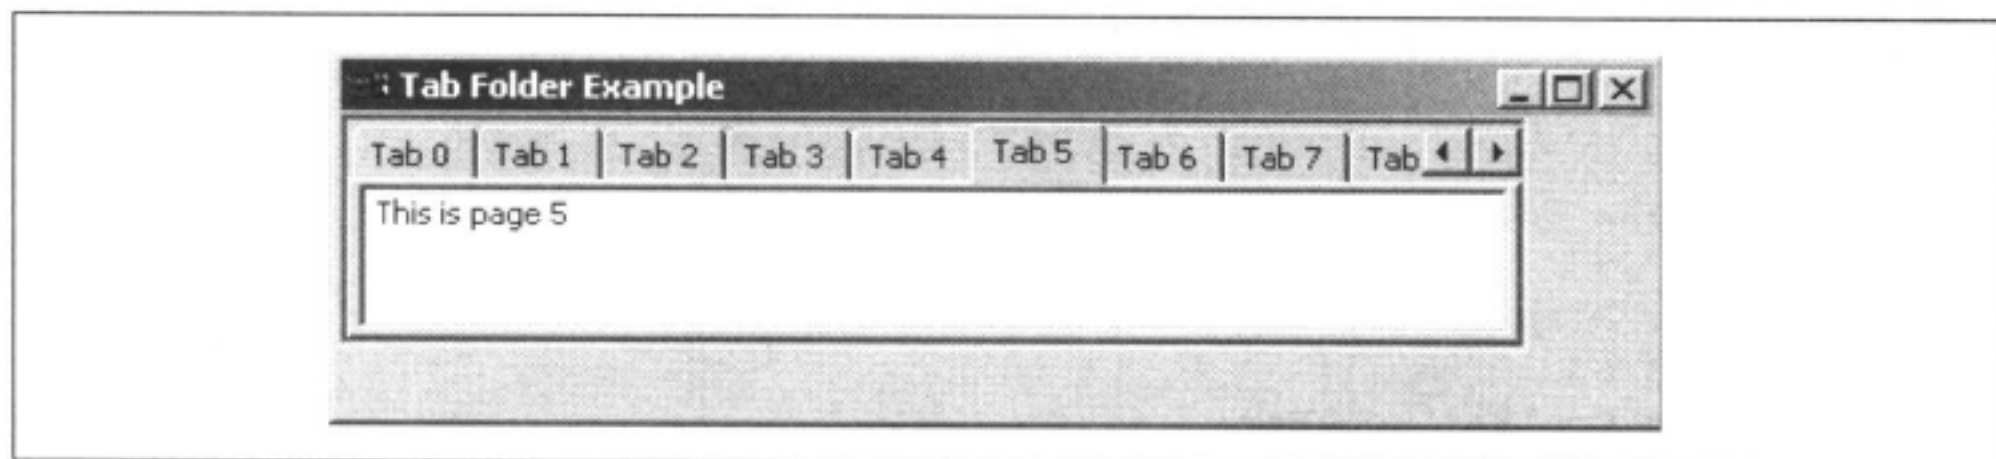 Tab Folder Example
Tab 0 Tab 1 Tab 2 Tab 3 Tab 4 Tab 5 Tab 6 Tab 7 Tab
This is page 5